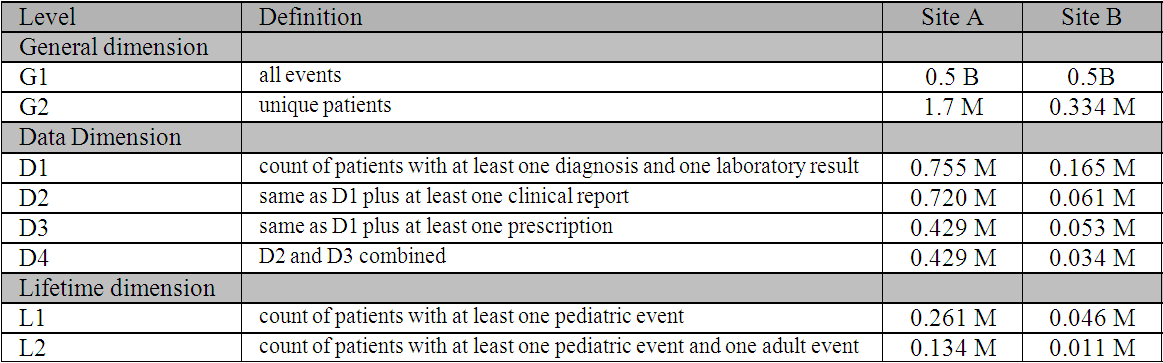 Level Definition Site A Site B
General dimension
G1 all events 0.5 B 0.5B
G2 unique patients 1.7 M 0.334 M
Data Dimension
D1 count of patients with at least one diagnosis and one laboratory result 0.755 M 0.165 M
D2 same as D1 plus at least one clinical report 0.720 M 0.061 M
D3 same as D1 plus at least one prescription 0.429 M 0.053 M
D4 D2 and D3 combined 0.429 M 0.034 M
Lifetime dimension
L1 count of patients with at least one pediatric event 0.261 M 0.046 M
L2 count of patients with at least one pediatric event and one adult event 0.134 M 0.011 M